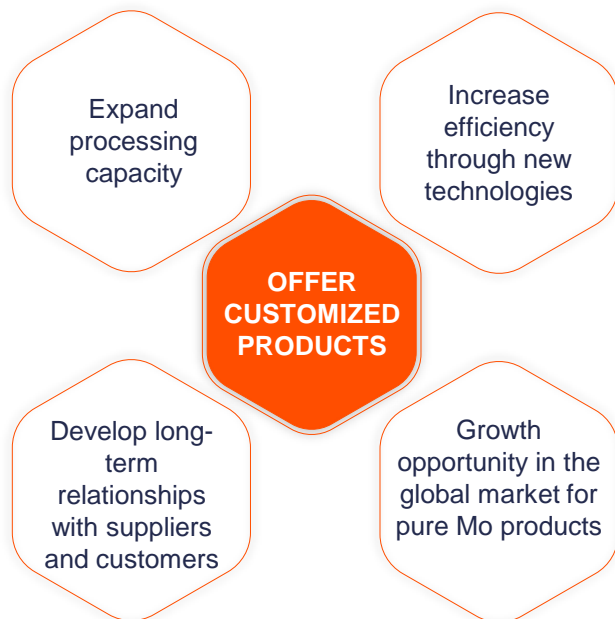 Expand
processing
capacity
Increase
efficiency
through new
technologies
OFFER
CUSTOMIZED
PRODUCTS
Develop long-
term
relationships
with suppliers
and customers
Growth
opportunity in the
global market for
pure Mo products